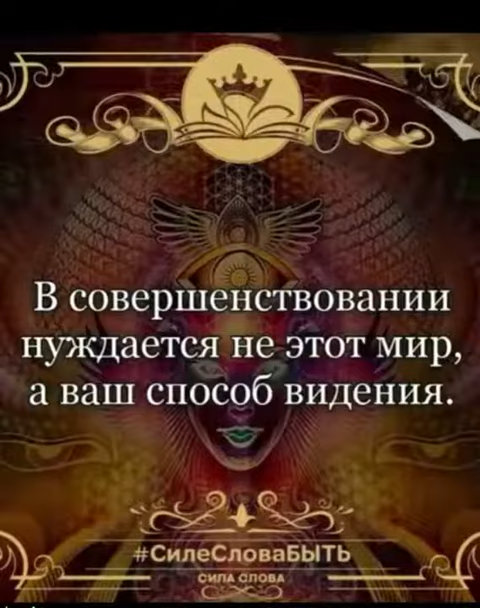 В совершенствовании
нуждается не этот мир,
а ваш способ видения.
#СилеСловаБЫТЬ
СИЛА СЛОВА